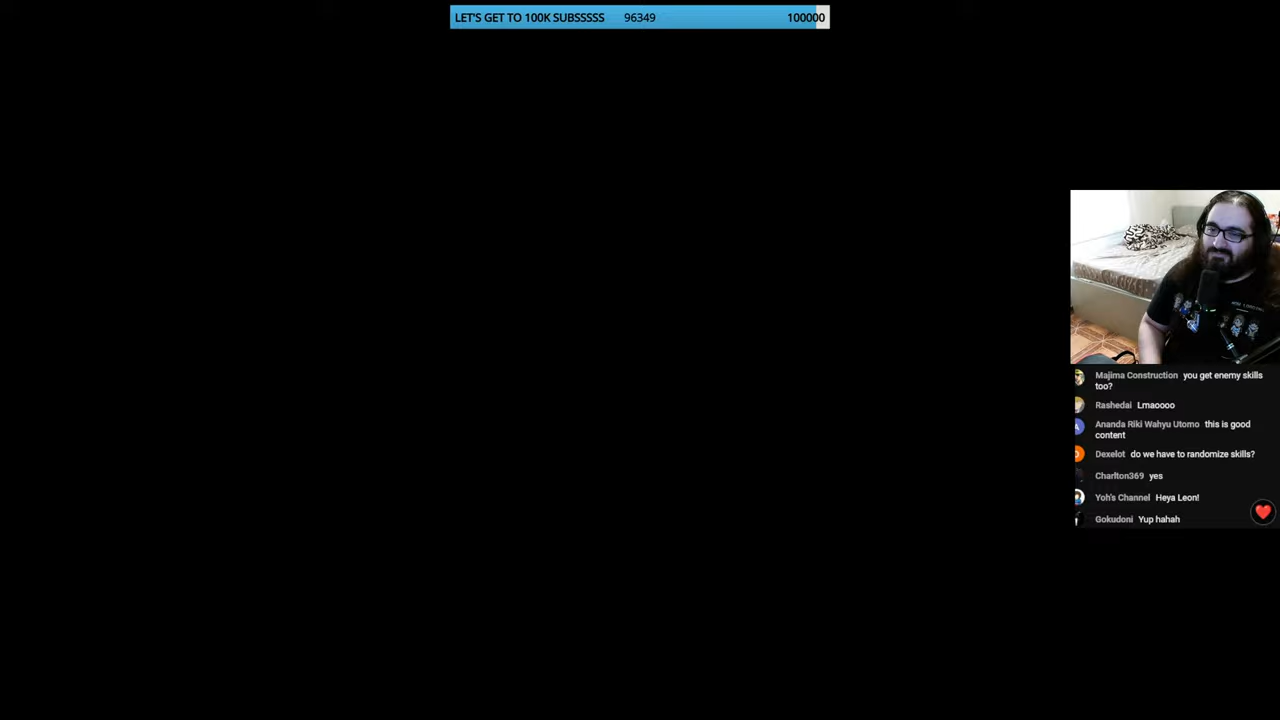 LET'S GET TO 100K SUBSSSSS 96349 100000
Majima Construction you get enemy skills
too?
Rashedai Lmaoooo
Ananda Riki Wahyu Utomo this is good
content
Dexelot do we have to randomize skills?
Charlton369 yes
Yoh's Channel Heya Leon!
Gokudoni Yup hahah